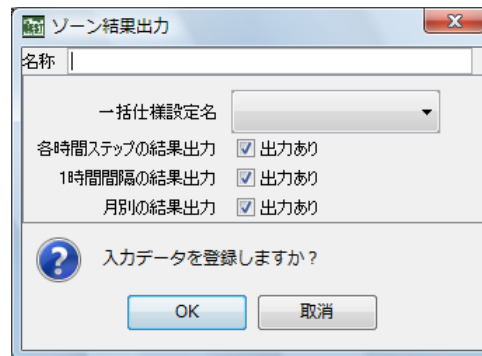 ゾーン結果出力
名称
一括仕様設定名
各時間ステップの結果出力 出力あり
1時間間隔の結果出力 出力あり
月別の結果出力 出力あり
入力データを登録しますか？
OK 取消